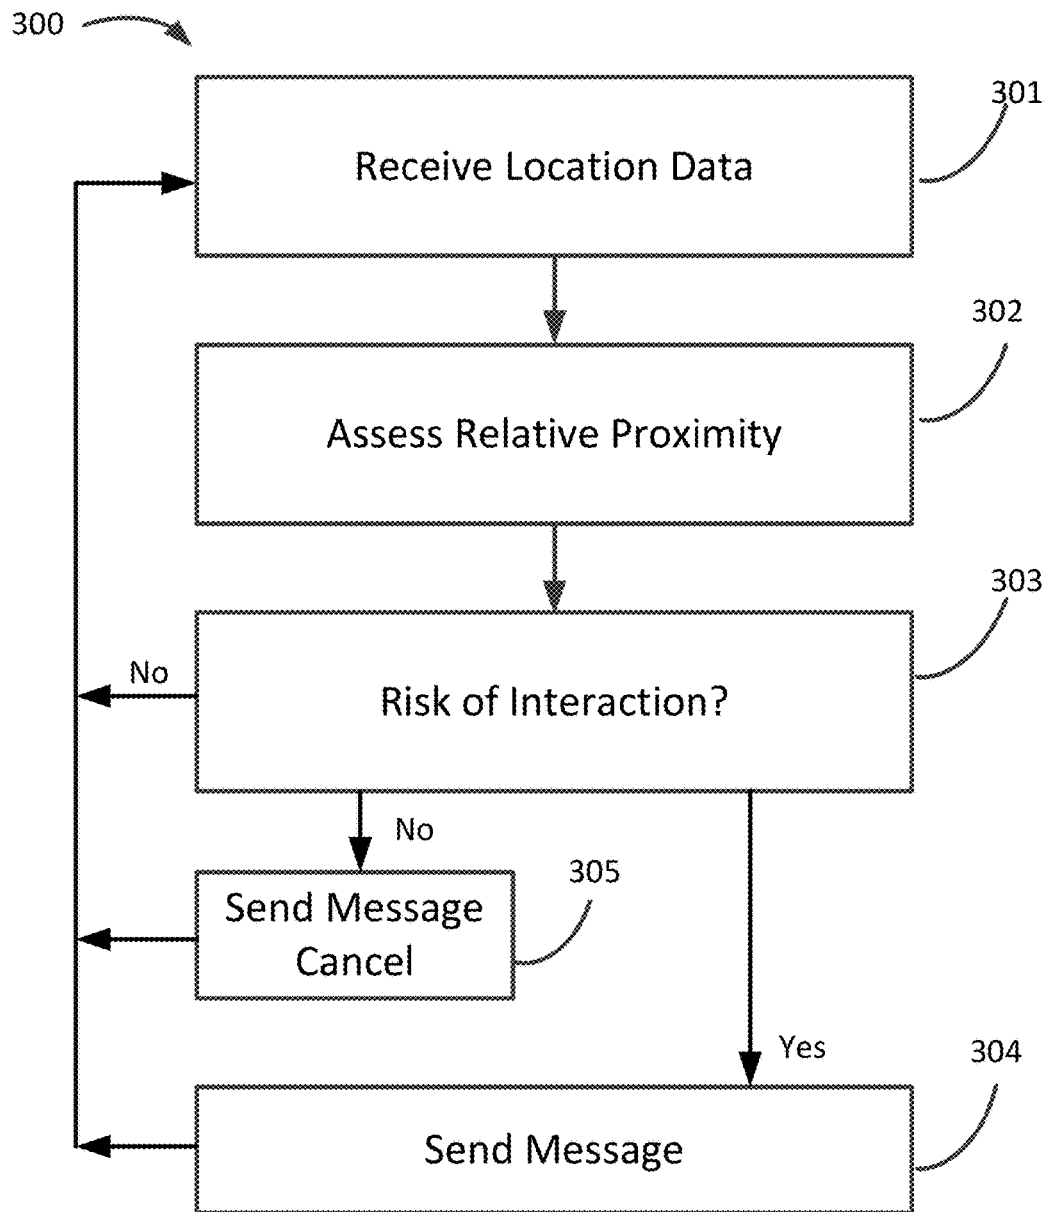 300
301
Receive Location Data
302
Assess Relative Proximity
303
No
Risk of Interaction?
No
305
Send Message
Cancel
Yes
304
Send Message